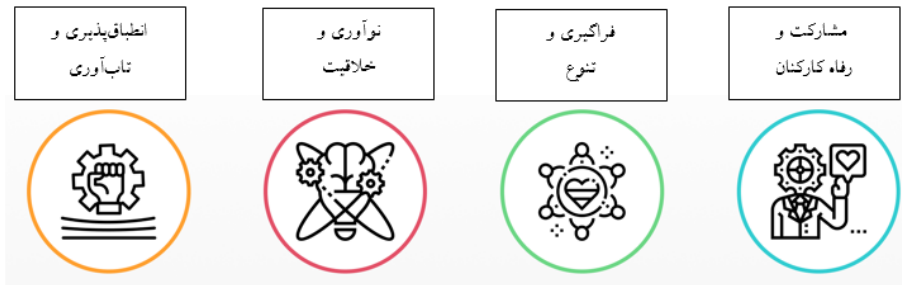 مشارکت و
رفاه کارکنان
فراگیری و
تنوع
نوآوری و
خلاقیت
انطباق‌پذیری و
تاب‌آوری
...